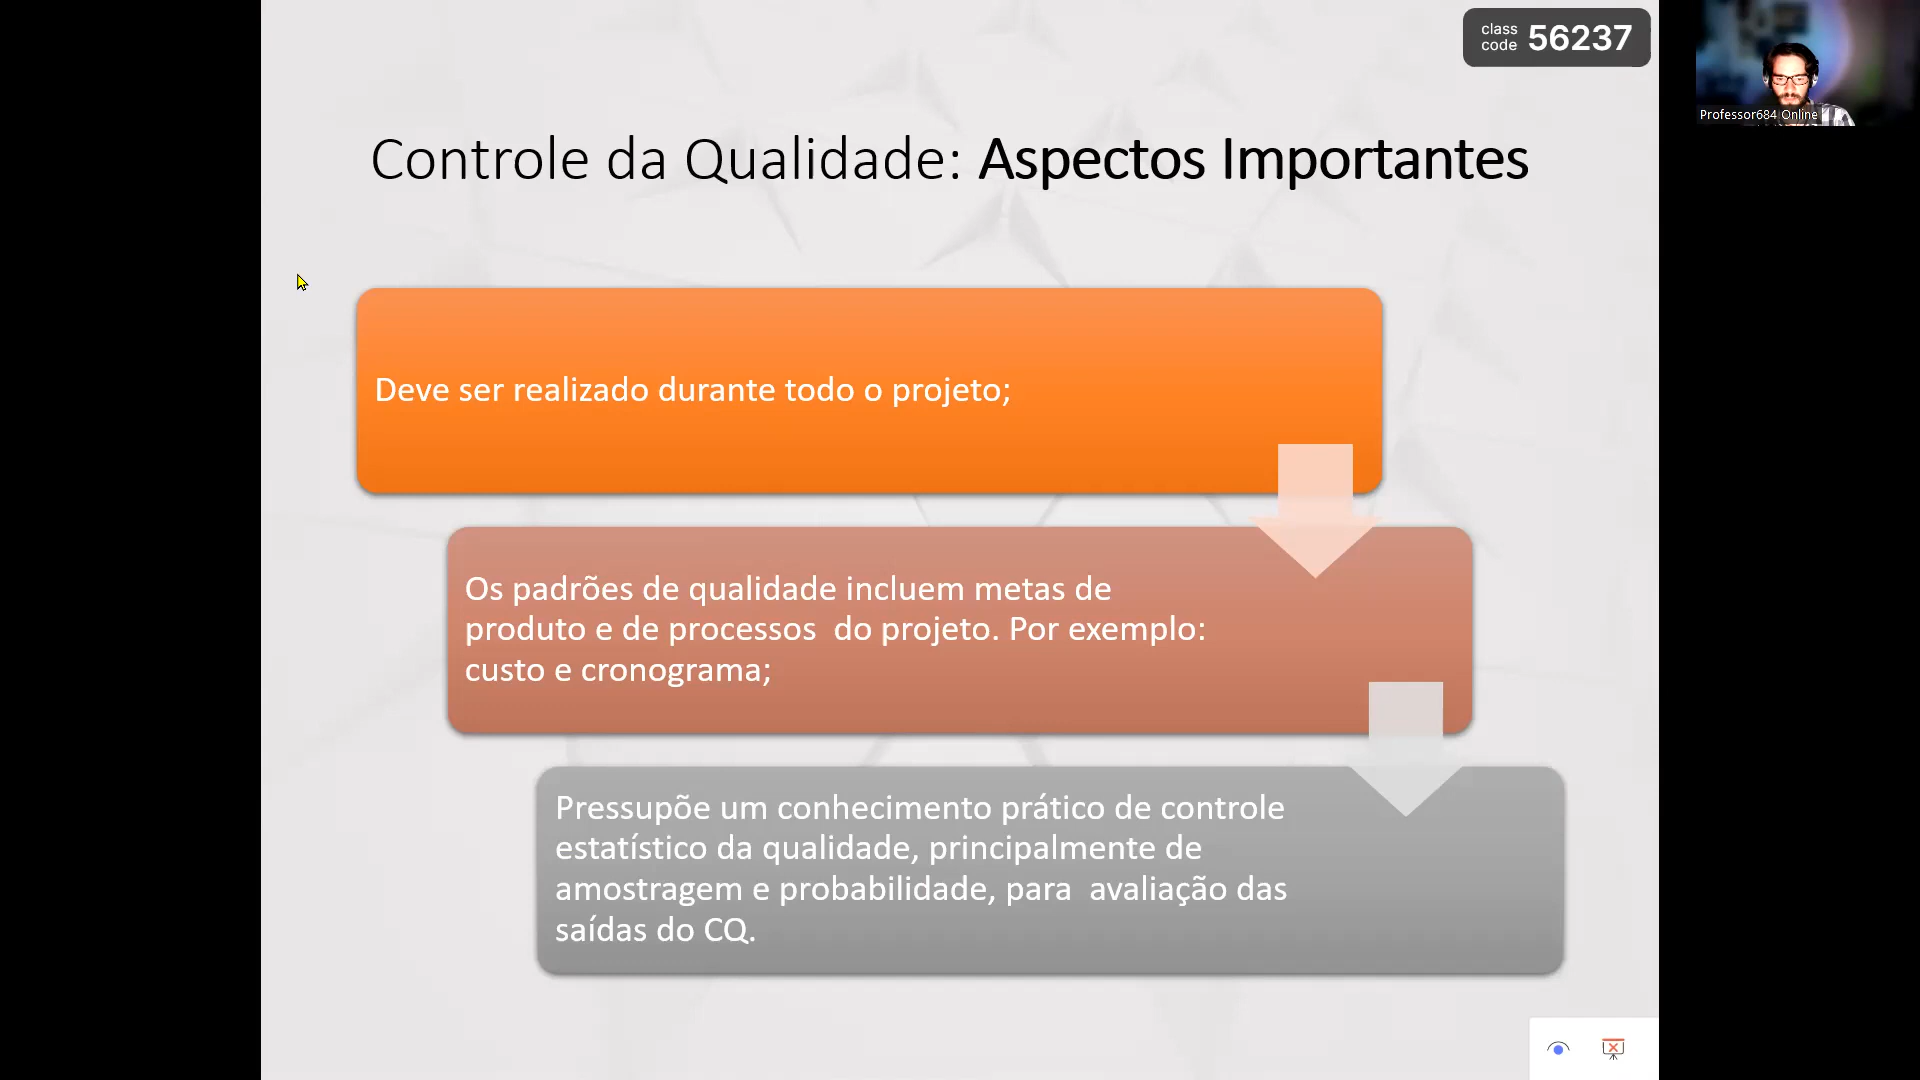 class
code 56237
Professor684 Online
Controle da Qualidade: Aspectos Importantes
Deve ser realizado durante todo o projeto;
Os padrões de qualidade incluem metas de
produto e de processos  do projeto. Por exemplo:
custo e cronograma;
Pressupõe um conhecimento prático de controle
estatístico da qualidade, principalmente de
amostragem e probabilidade, para  avaliação das
saídas do CQ.